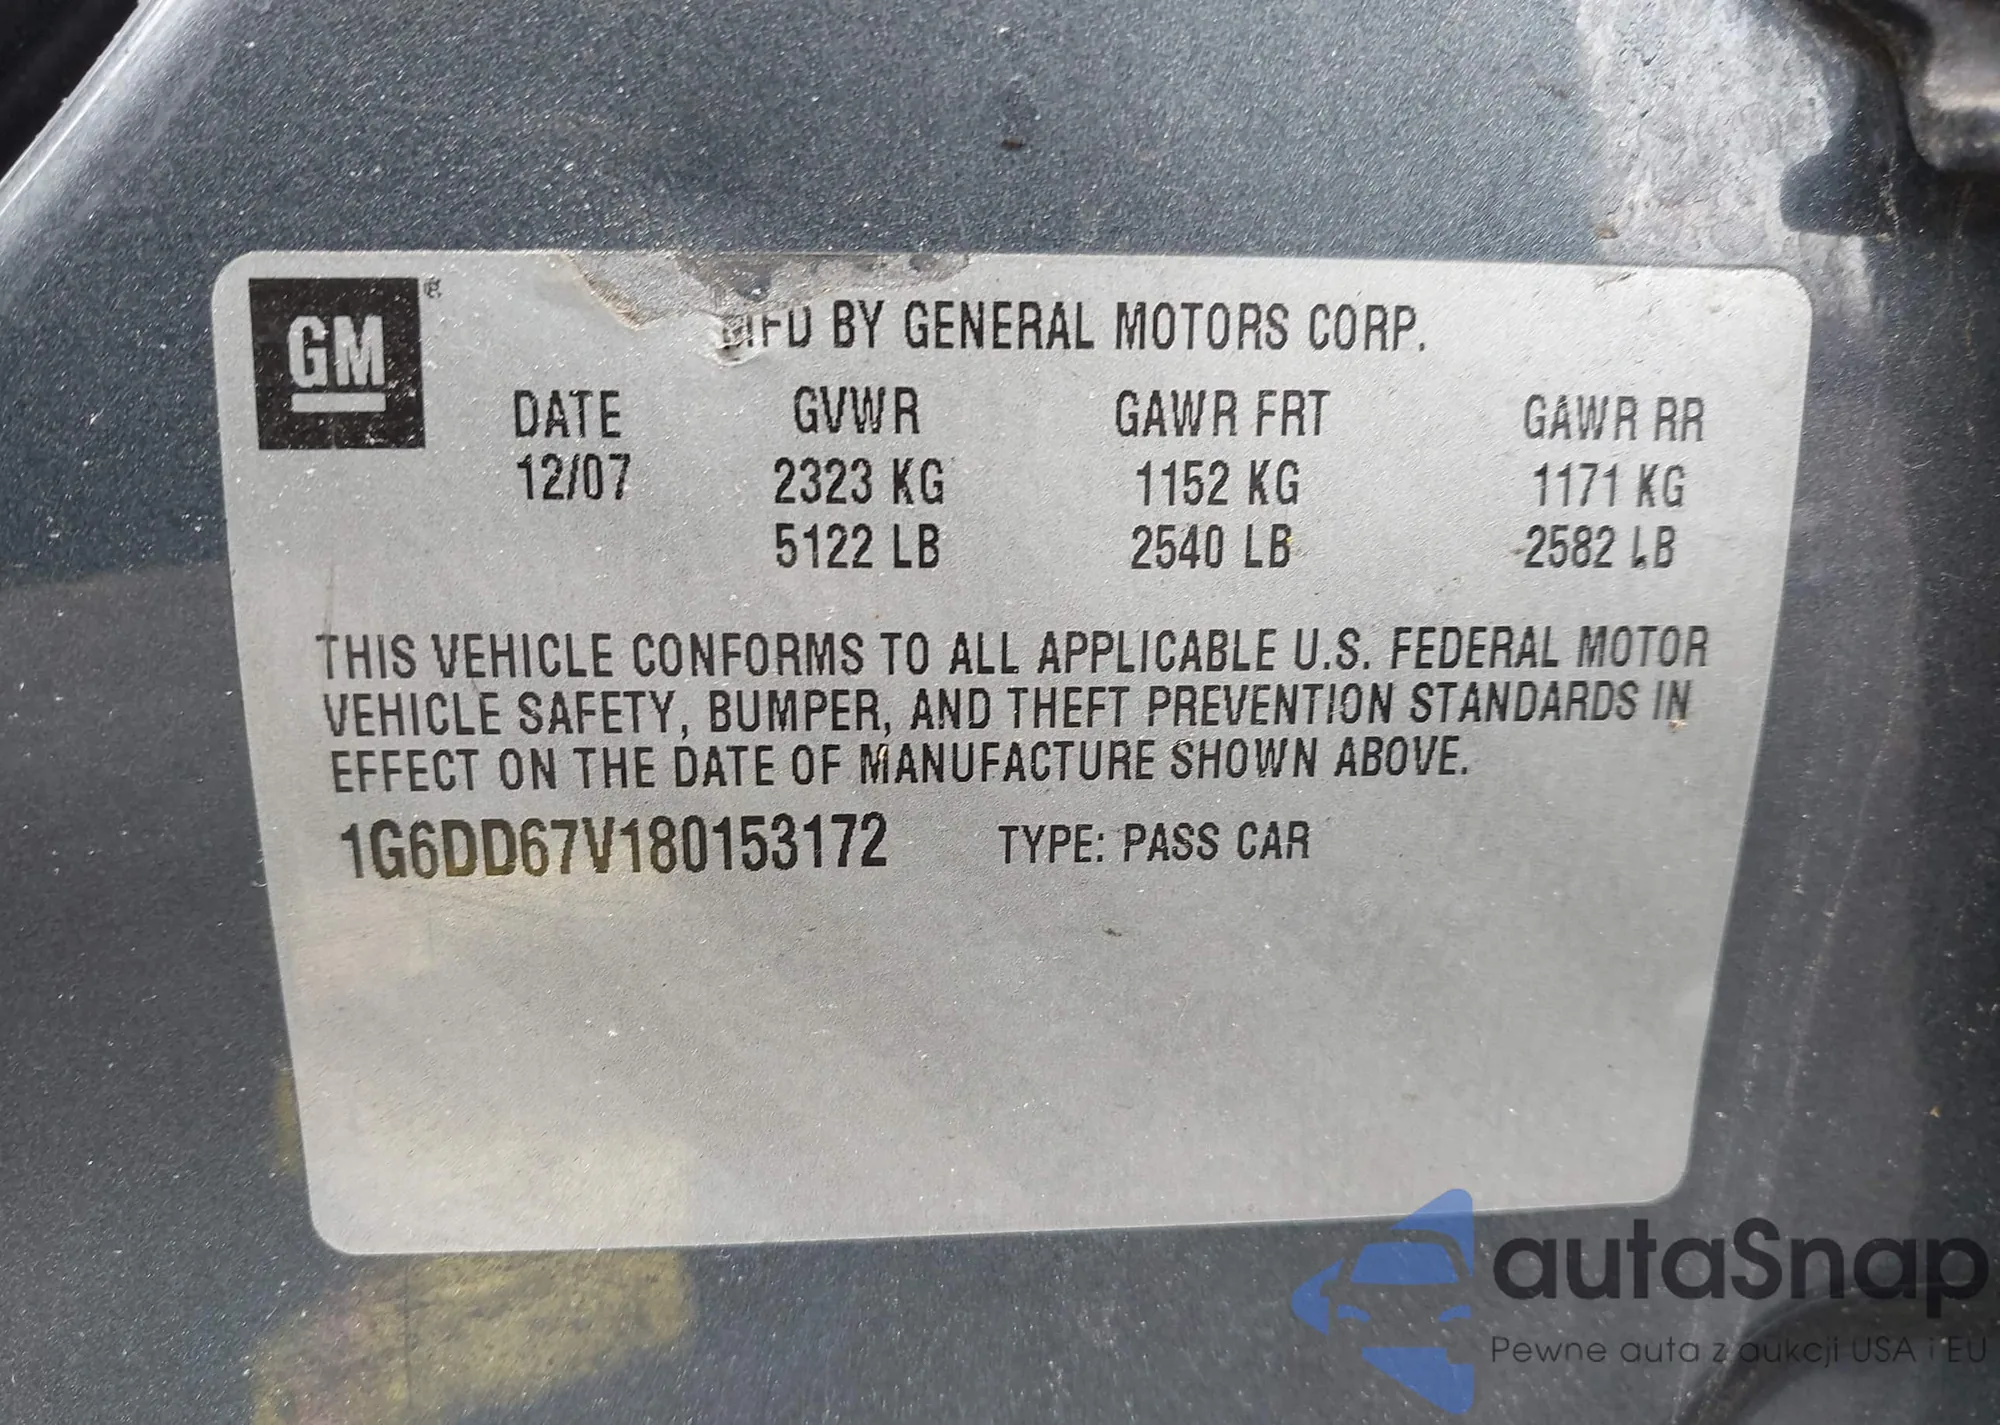 GM ®
MFD BY GENERAL MOTORS CORP.
DATE GVWR GAWR FRT GAWR RR
12/07 2323 KG 1152 KG 1171 KG
5122 LB 2540 LB 2582 LB
THIS VEHICLE CONFORMS TO ALL APPLICABLE U.S. FEDERAL MOTOR
VEHICLE SAFETY, BUMPER, AND THEFT PREVENTION STANDARDS IN
EFFECT ON THE DATE OF MANUFACTURE SHOWN ABOVE.
1G6DD67V180153172 TYPE: PASS CAR
autaSnap
Pewne auta z aukcji USA i EU